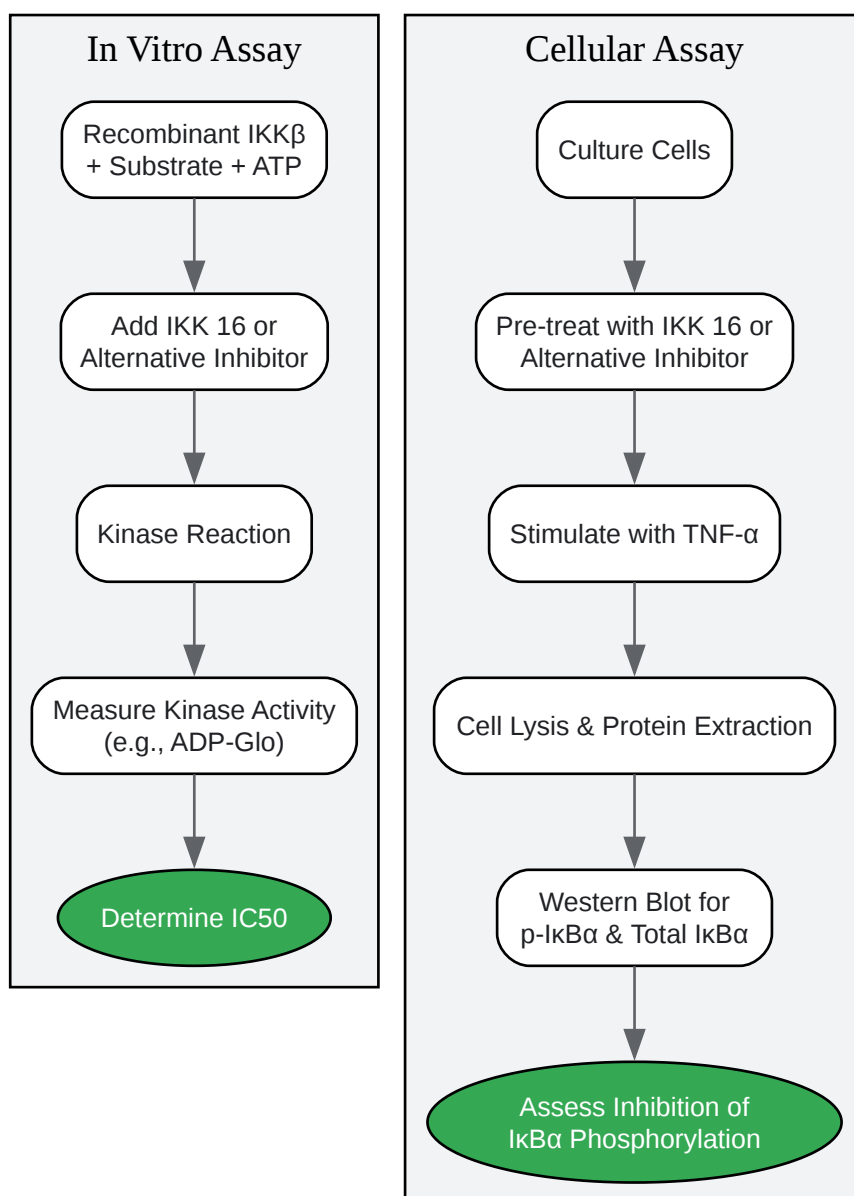 In Vitro Assay
Recombinant IKKβ
+ Substrate + ATP
Add IKK 16 or
Alternative Inhibitor
Kinase Reaction
Measure Kinase Activity
(e.g., ADP-Glo)
Determine IC50
Cellular Assay
Culture Cells
Pre-treat with IKK 16 or
Alternative Inhibitor
Stimulate with TNF-α
Cell Lysis & Protein Extraction
Western Blot for
p-IκBα & Total IκBα
Assess Inhibition of
IκBα Phosphorylation